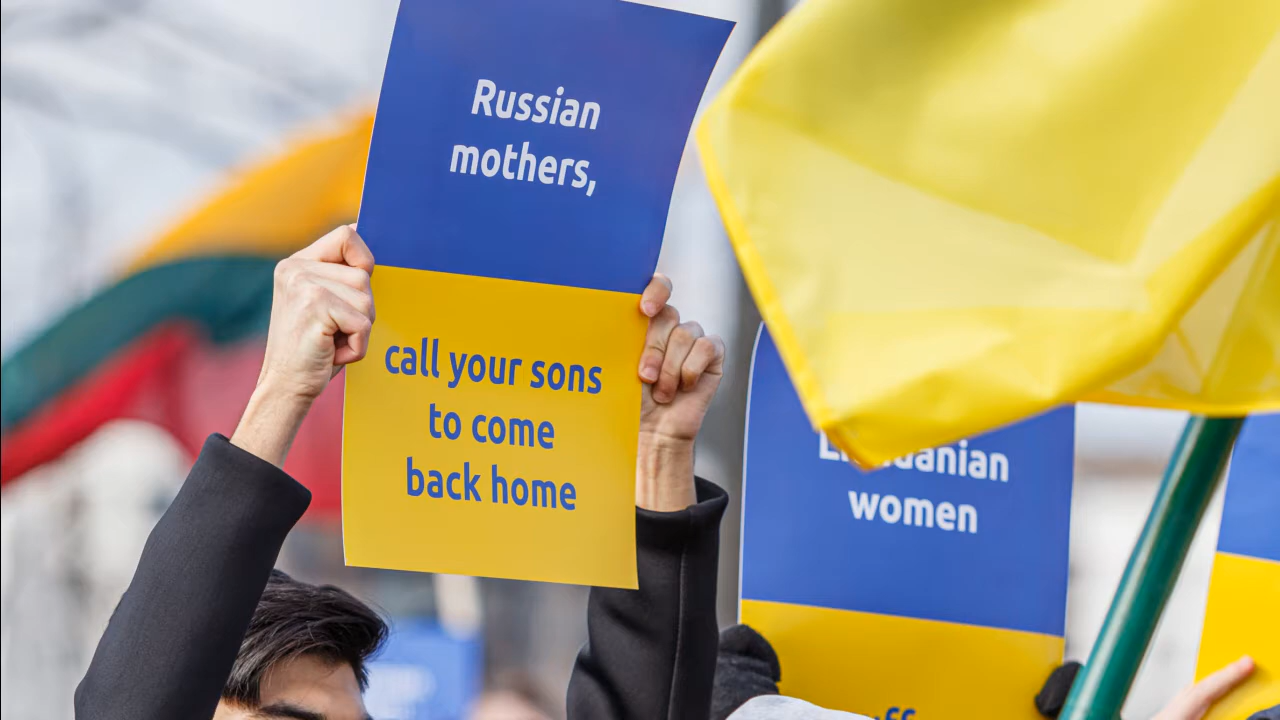 Russian
mothers,
call your sons
to come
back home
women